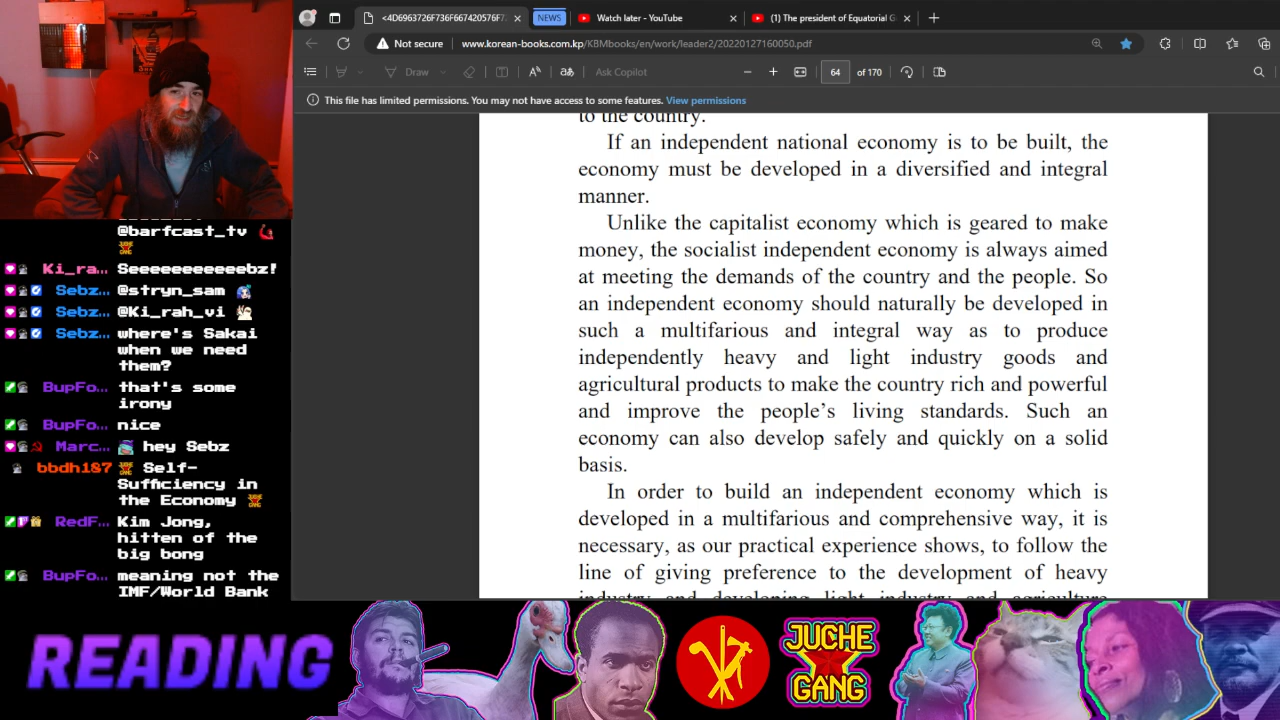 <4D6963726F736F667420576F7
NEWS
Watch later - YouTube
(1) The president of Equatorial G
Not secure
www.korean-books.com.kp/KBMbooks/en/work/leader2/20220127160050.pdf
Draw
Ask Copilot
64
of 170
This file has limited permissions. You may not have access to some features. View permissions
to the country.
If an independent national economy is to be built, the
economy must be developed in a diversified and integral
manner.
Unlike the capitalist economy which is geared to make
money, the socialist independent economy is always aimed
at meeting the demands of the country and the people. So
an independent economy should naturally be developed in
such a multifarious and integral way as to produce
independently heavy and light industry goods and
agricultural products to make the country rich and powerful
and improve the people's living standards. Such an
economy can also develop safely and quickly on a solid
basis.
In order to build an independent economy which is
developed in a multifarious and comprehensive way, it is
necessary, as our practical experience shows, to follow the
line of giving preference to the development of heavy
industry and developing light industry and agriculture
@barfcast_tv
Ki_ra... Seeeeeeeeeeebz!
Sebz... @stryn_sam
Sebz... @Ki_rah_vi
Sebz... where's Sakai
when we need
them?
BupFo... that's some
irony
BupFo... nice
Marc... hey Sebz
bbdh187 Self-
Sufficiency in
the Economy
RedF... Kim Jong,
hitten of the
big bong
BupFo... meaning not the
IMF/World Bank
READING
JUCHE
GANG